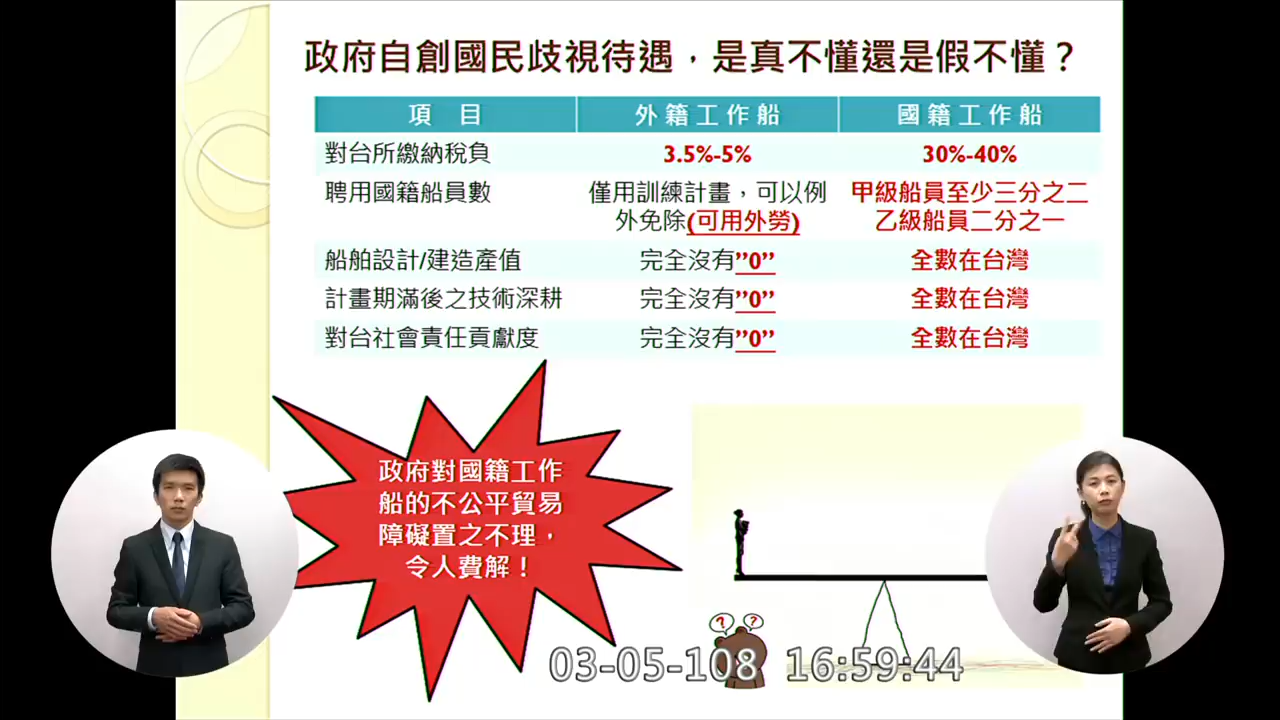 政府自創國民歧視待遇，是真不懂還是假不懂？
項 目 外籍工作船 國籍工作船
對台所繳納稅負 3.5%-5% 30%-40%
聘用國籍船員數 僅用訓練計畫，可以例外免除(可用外勞) 甲級船員至少三分之二 乙級船員二分之一
船舶設計/建造產值 完全沒有"0" 全數在台灣
計畫期滿後之技術深耕 完全沒有"0" 全數在台灣
對台社會責任貢獻度 完全沒有"0" 全數在台灣
政府對國籍工作
船的不公平貿易
障礙置之不理，
令人費解！
? ?
03-05-108 16:59:44